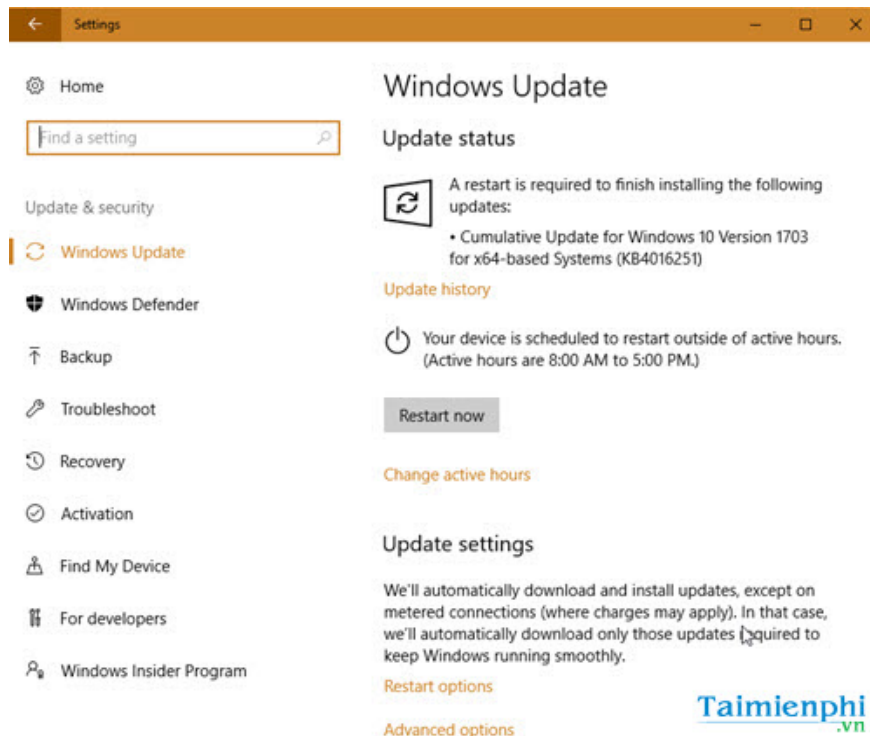 Settings
Home
Find a setting
Update & security
Windows Update
Windows Defender
Backup
Troubleshoot
Recovery
Activation
Find My Device
For developers
Windows Insider Program
Windows Update
Update status
A restart is required to finish installing the following
updates:
• Cumulative Update for Windows 10 Version 1703
for x64-based Systems (KB4016251)
Update history
Your device is scheduled to restart outside of active hours.
(Active hours are 8:00 AM to 5:00 PM.)
Restart now
Change active hours
Update settings
We'll automatically download and install updates, except on
metered connections (where charges may apply). In that case,
we'll automatically download only those updates required to
keep Windows running smoothly.
Restart options
Advanced options
Taimienphi
.vn